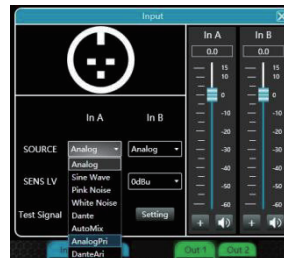 Input
In A In B
0.0 0.0
15 15
10 10
0 0
-10 -10
-20 -20
-30 -30
-40 -40
-50 -50
-60 -60
In A In B
SOURCE Analog Analog
Analog
Sine Wave
Pink Noise
White Noise
Dante
AutoMix
AnalogPri
DanteAri
SENS LV 0dBu
Test Signal Setting
Out 1 Out 2